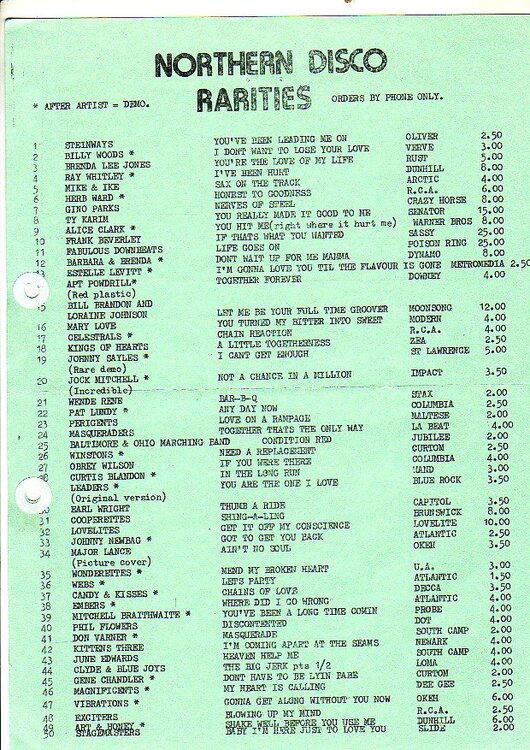 NORTHERN DISCO
RARITIES
* AFTER ARTIST = DEMO. ORDERS BY PHONE ONLY.
1 STEINWAYS YOU'VE BEEN LEADING ME ON OLIVER 2.50
2 BILLY WOODS * I DONT WANT TO LOSE YOUR LOVE VERVE 3.00
3 BRENDA LEE JONES YOU'RE THE LOVE OF MY LIFE RUST 5.00
4 RAY WHITLEY * I'VE BEEN HURT DUNHILL 8.00
5 MIKE & IKE SAX ON THE TRACK ARCTIC 4.00
6 HERB WARD * HONEST TO GOODNESS R.C.A. 6.00
7 GINO PARKS NERVES OF STEEL CRAZY HORSE 8.00
8 TY KARIM YOU REALLY MADE IT GOOD TO ME SENATOR 15.00
9 ALICE CLARK * YOU HIT ME(right where it hurt me) WARNER BROS 8.00
10 FRANK BEVERLEY IF THATS WHAT YOU WANTED SASSY 25.00
11 FABULOUS DOWNBEATS LIFE GOES ON POISON RING 25.00
12 BARBARA & BRENDA * DONT WAIT UP FOR ME MAMMA DYNAMO 8.00
13 ESTELLE LEVITT * I'M GONNA LOVE YOU TIL THE FLAVOUR IS GONE METROMEDIA 2.50
APT POWDRILL* TOGETHER FOREVER DOWNEY 4.00
(Red plastic)
15 BILL BRANDON AND
LORAINE JOHNSON LET ME BE YOUR FULL TIME GROOVER MOONSONG 12.00
16 MARY LOVE YOU TURNED MY BITTER INTO SWEET MODERN 4.00
17 CELESTRALS * CHAIN REACTION R.C.A. 4.00
18 KINGS OF HEARTS A LITTLE TOGETHERNESS ZEA 2.50
19 JOHNNY SAYLES * I CANT GET ENOUGH ST LAWRENCE 5.00
(Rare demo)
20 JOCK MITCHELL * NOT A CHANCE IN A MILLION IMPACT 3.50
(Incredible)
21 WENDE RENE BAR-B-Q STAX 2.00
22 PAT LUNDY * ANY DAY NOW COLUMBIA 2.50
23 PERIGENTS LOVE ON A RAMPAGE MALTESE 2.00
24 MASQUERADERS TOGETHER THATS THE ONLY WAY LA BEAT 4.00
25 BALTIMORE & OHIO MARCHING BAND CONDITION RED JUBILEE 2.00
26 WINSTONS * NEED A REPLACEMENT CURTOM 2.50
27 OBREY WILSON IF YOU WERE THERE COLUMBIA 4.00
CURTIS BLANDON * IN THE LONG RUN WAND 3.00
LEADERS * YOU ARE THE ONE I LOVE BLUE ROCK 3.50
(Original version)
30 EARL WRIGHT THUMB A RIDE CAPITOL 3.50
31 COOPERETTES SHING-A-LING BRUNSWICK 8.00
32 LOVELITES GET IT OFF MY CONSCIENCE LOVELITE 10.00
33 JOHNNY NEWBAG * GOT TO GET YOU BACK ATLANTIC 2.50
34 MAJOR LANCE AIN'T NO SOUL OKEH 3.50
(Picture cover)
35 WONDERETTES * MEND MY BROKEN HEART U.A. 3.00
36 WEBS * LETS PARTY ATLANTIC 1.50
37 CANDY & KISSES * CHAINS OF LOVE DECCA 3.50
38 EMBERS * WHERE DID I GO WRONG ATLANTIC 4.00
39 MITCHELL BRAITHWAITE * YOU'VE BEEN A LONG TIME COMIN PROBE 4.00
40 PHIL FLOWERS DISCONTENTED DOT 4.00
41 DON VARNER * MASQUERADE SOUTH CAMP 2.00
42 KITTENS THREE I'M COMING APART AT THE SEAMS NEWARK 4.00
43 JUNE EDWARDS HEAVEN HELP ME SOUTH CAMP 4.00
44 CLYDE & BLUE JOYS THE BIG JERK pts 1/2 LOMA 4.00
45 GENE CHANDLER * DONT HAVE TO BE LYIN BABE CURTOM 2.00
46 MAGNIFICENTS * MY HEART IS CALLING DEE GEE 2.50
47 VIBRATIONS * GONNA GET ALONG WITHOUT YOU NOW OKEH 6.00
48 EXCITERS BLOWING UP MY MIND R.C.A. 2.50
49 ART & HONEY * SHAKE WELL BEFORE YOU USE ME DUNHILL 6.00
50 STAGEMASTERS BABY I'M HERE JUST TO LOVE YOU SLIDE 2.00